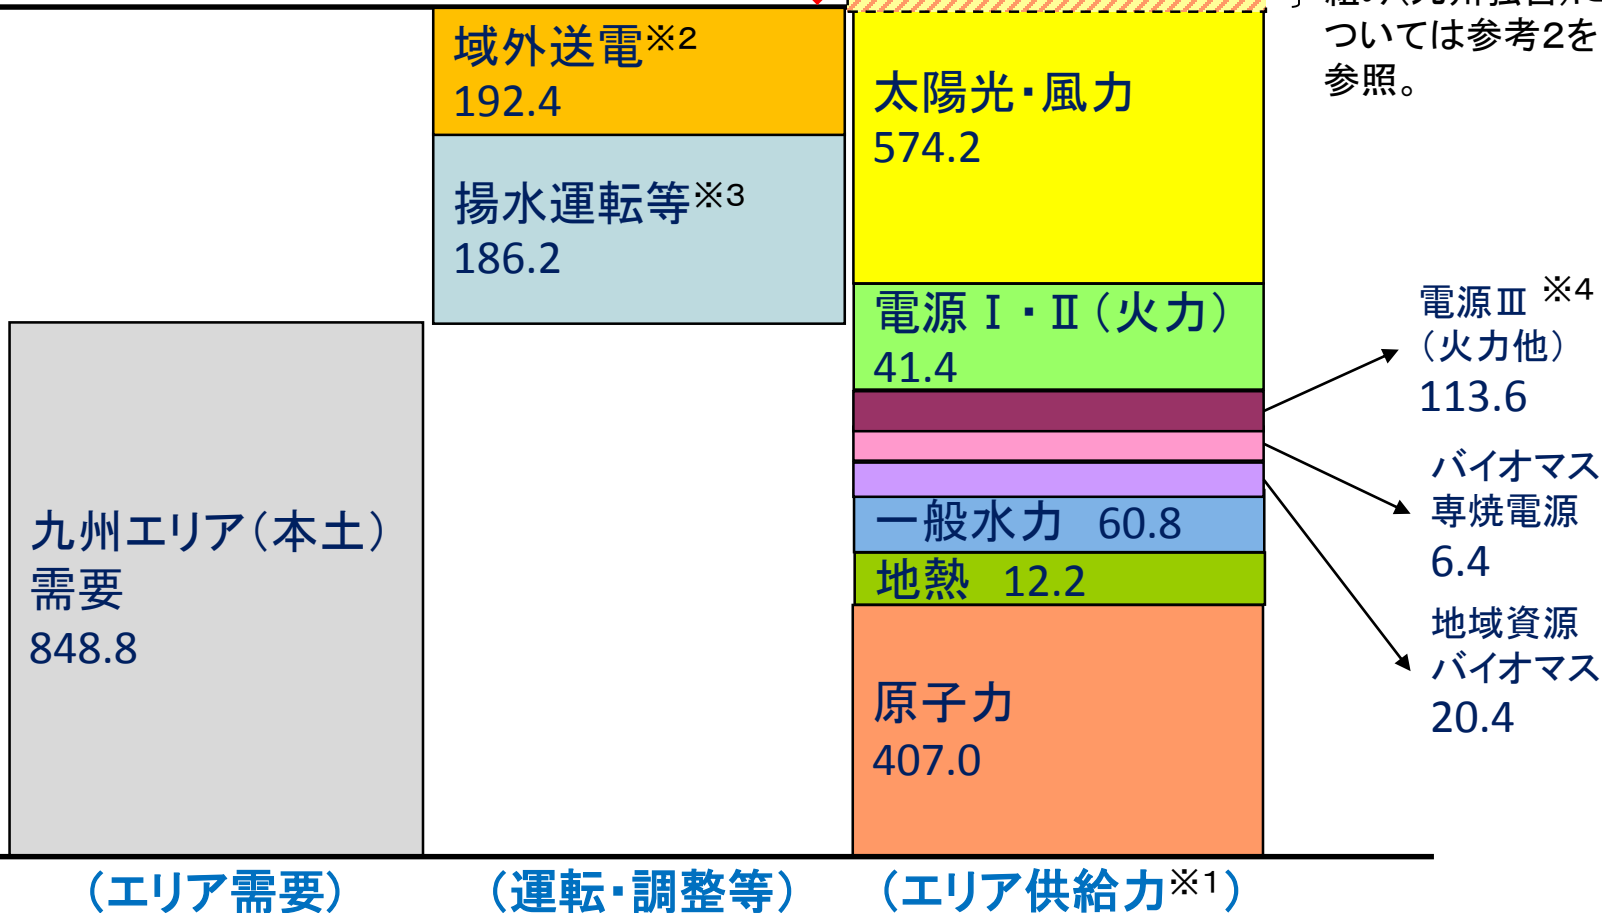 ついては参考2を
参照。
域外送電※2
192.4
揚水運転等※3
186.2
太陽光・風力
574.2
電源Ⅰ・Ⅱ(火力)
41.4
電源Ⅲ ※4
(火力他)
113.6
バイオマス
専焼電源
6.4
地域資源
バイオマス
20.4
一般水力 60.8
地熱 12.2
原子力
407.0
九州エリア(本土)
需要
848.8
(エリア需要)
(運転・調整等)
(エリア供給力※1)